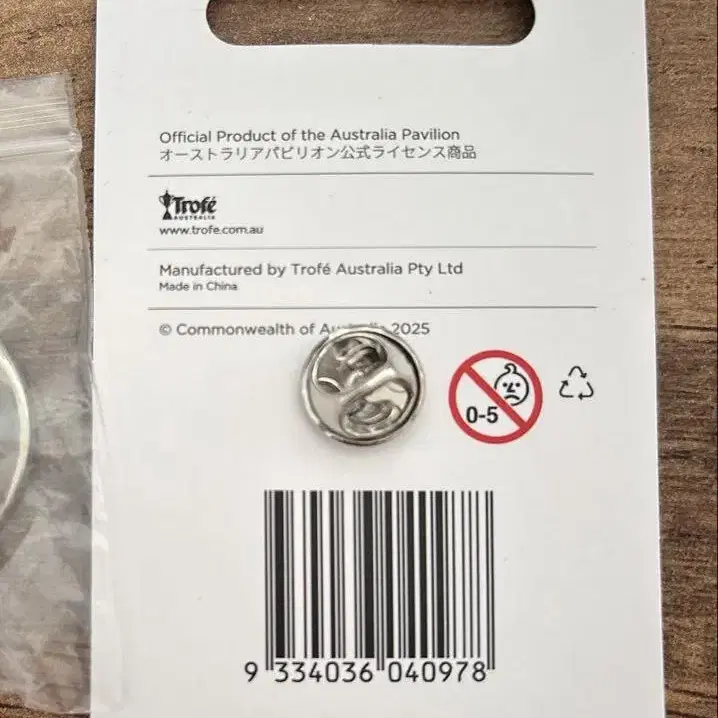 Official Product of the Australia Pavilion
オーストラリアパビリオン公式ライセンス商品
Trofé
AUSTRALIA
www.trofe.com.au
Manufactured by Trofé Australia Pty Ltd
Made in China
© Commonwealth of Australia 2025
0-5
9 334036 040978